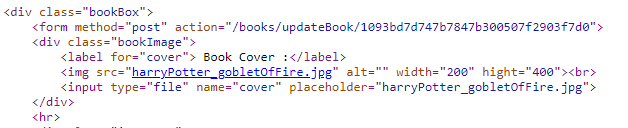 <div class="bookBox">
<form method="post" action="/books/updateBook/1093bd7d747b7847b300507f2903f7d0">
<div class="bookImage">
<label for="cover"> Book Cover :</label>
<img src="harryPotter_gobletOfFire.jpg" alt="" width="200" hight="400"><br>
<input type="file" name="cover" placeholder="harryPotter_gobletOfFire.jpg">
</div>
<hr>